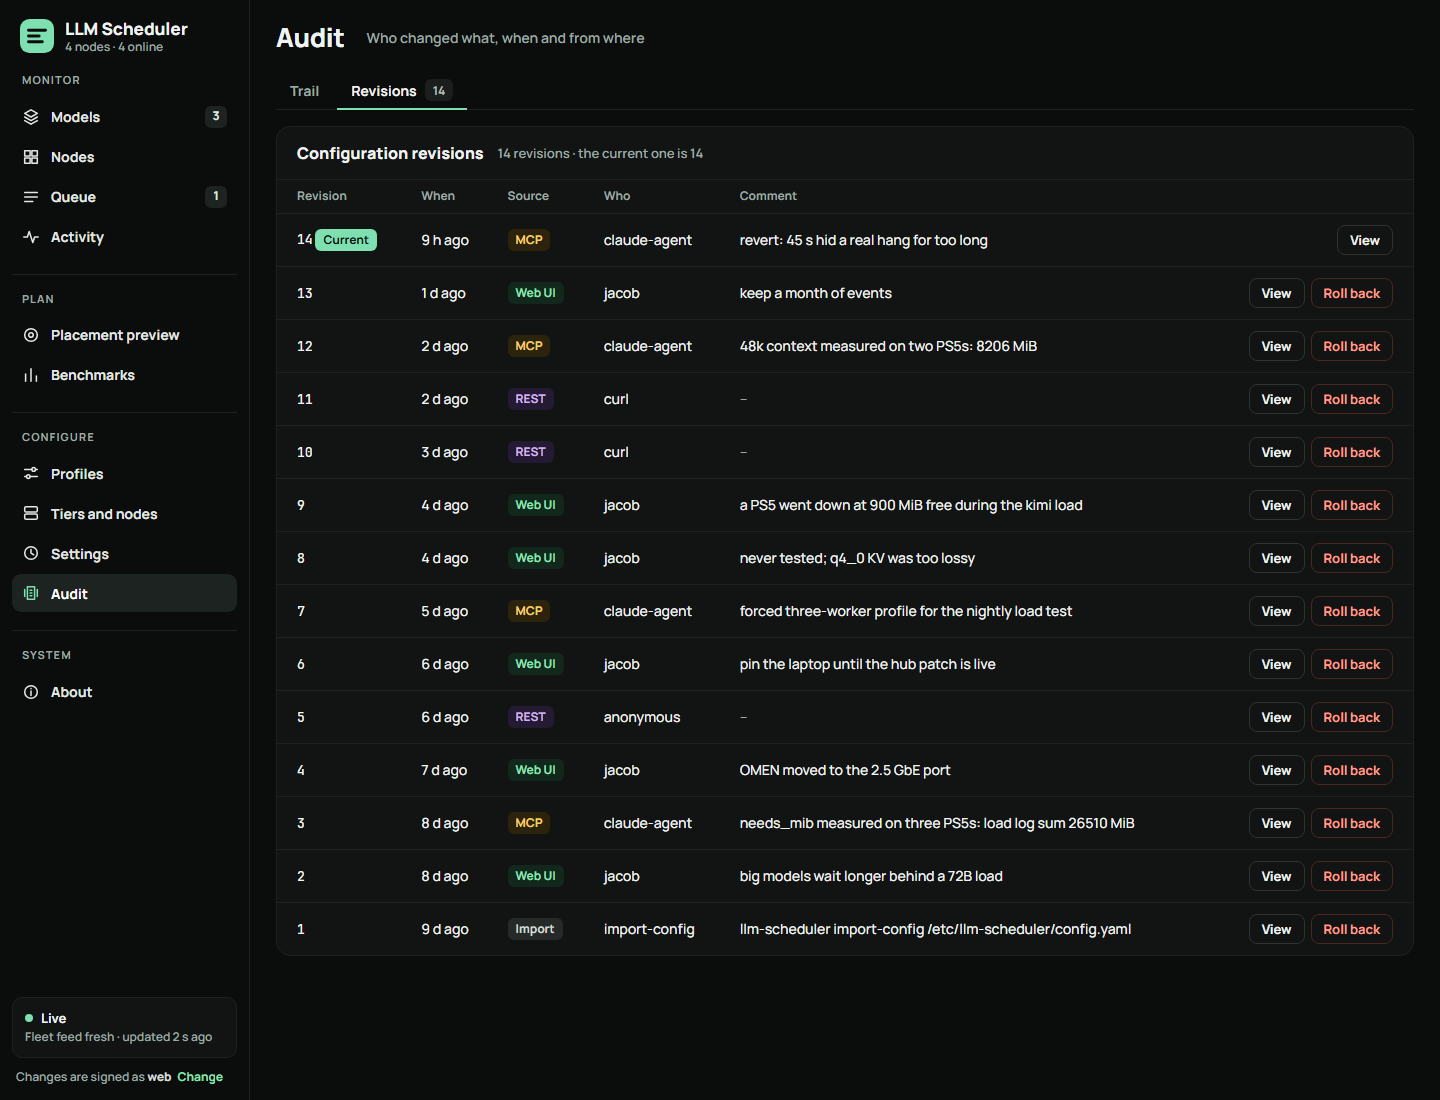 LLM Scheduler
4 nodes · 4 online
MONITOR
Models 3
Nodes
Queue 1
Activity
PLAN
Placement preview
Benchmarks
CONFIGURE
Profiles
Tiers and nodes
Settings
Audit
SYSTEM
About
Live
Fleet feed fresh · updated 2 s ago
Changes are signed as web Change
Audit Who changed what, when and from where
Trail Revisions 14
Configuration revisions 14 revisions · the current one is 14
Revision When Source Who Comment
14 Current 9 h ago MCP claude-agent revert: 45 s hid a real hang for too long View
13 1 d ago Web UI jacob keep a month of events View Roll back
12 2 d ago MCP claude-agent 48k context measured on two PS5s: 8206 MiB View Roll back
11 2 d ago REST curl – View Roll back
10 3 d ago REST curl – View Roll back
9 4 d ago Web UI jacob a PS5 went down at 900 MiB free during the kimi load View Roll back
8 4 d ago Web UI jacob never tested; q4_0 KV was too lossy View Roll back
7 5 d ago MCP claude-agent forced three-worker profile for the nightly load test View Roll back
6 6 d ago Web UI jacob pin the laptop until the hub patch is live View Roll back
5 6 d ago REST anonymous – View Roll back
4 7 d ago Web UI jacob OMEN moved to the 2.5 GbE port View Roll back
3 8 d ago MCP claude-agent needs_mib measured on three PS5s: load log sum 26510 MiB View Roll back
2 8 d ago Web UI jacob big models wait longer behind a 72B load View Roll back
1 9 d ago Import import-config llm-scheduler import-config /etc/llm-scheduler/config.yaml View Roll back